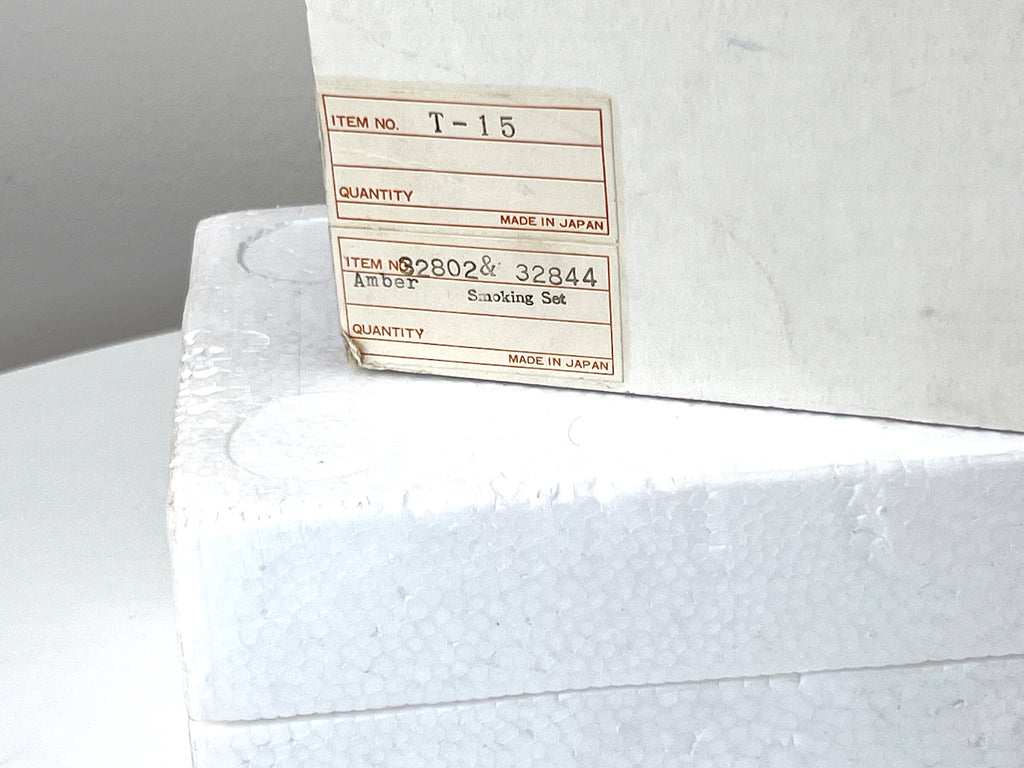 ITEM NO. T-15
QUANTITY
MADE IN JAPAN
ITEM NO. 32802 & 32844
Amber Smoking Set
QUANTITY
MADE IN JAPAN